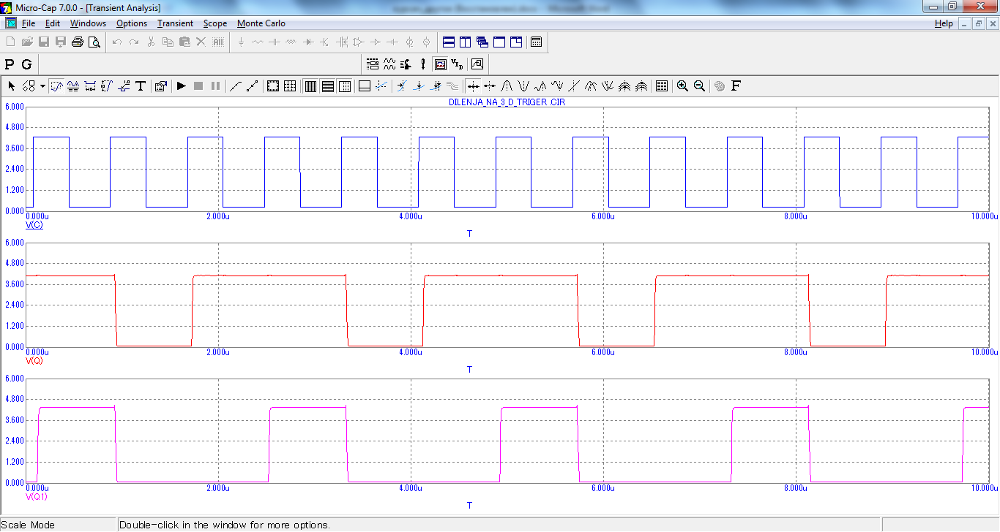 Micro-Cap 7.0.0 - [Transient Analysis]
File Edit Windows Options Transient Scope Monte Carlo Help
All
P G
T F
DILENJA_NA_3_D_TRIGER .CIR
6.000
4.800
3.600
2.400
1.200
0.000
0.000u 2.000u 4.000u 6.000u 8.000u 10.000u
V(C)
T
6.000
4.800
3.600
2.400
1.200
0.000
0.000u 2.000u 4.000u 6.000u 8.000u 10.000u
V(Q)
T
6.000
4.800
3.600
2.400
1.200
0.000
0.000u 2.000u 4.000u 6.000u 8.000u 10.000u
V(Q1)
T
Scale Mode Double-click in the window for more options.